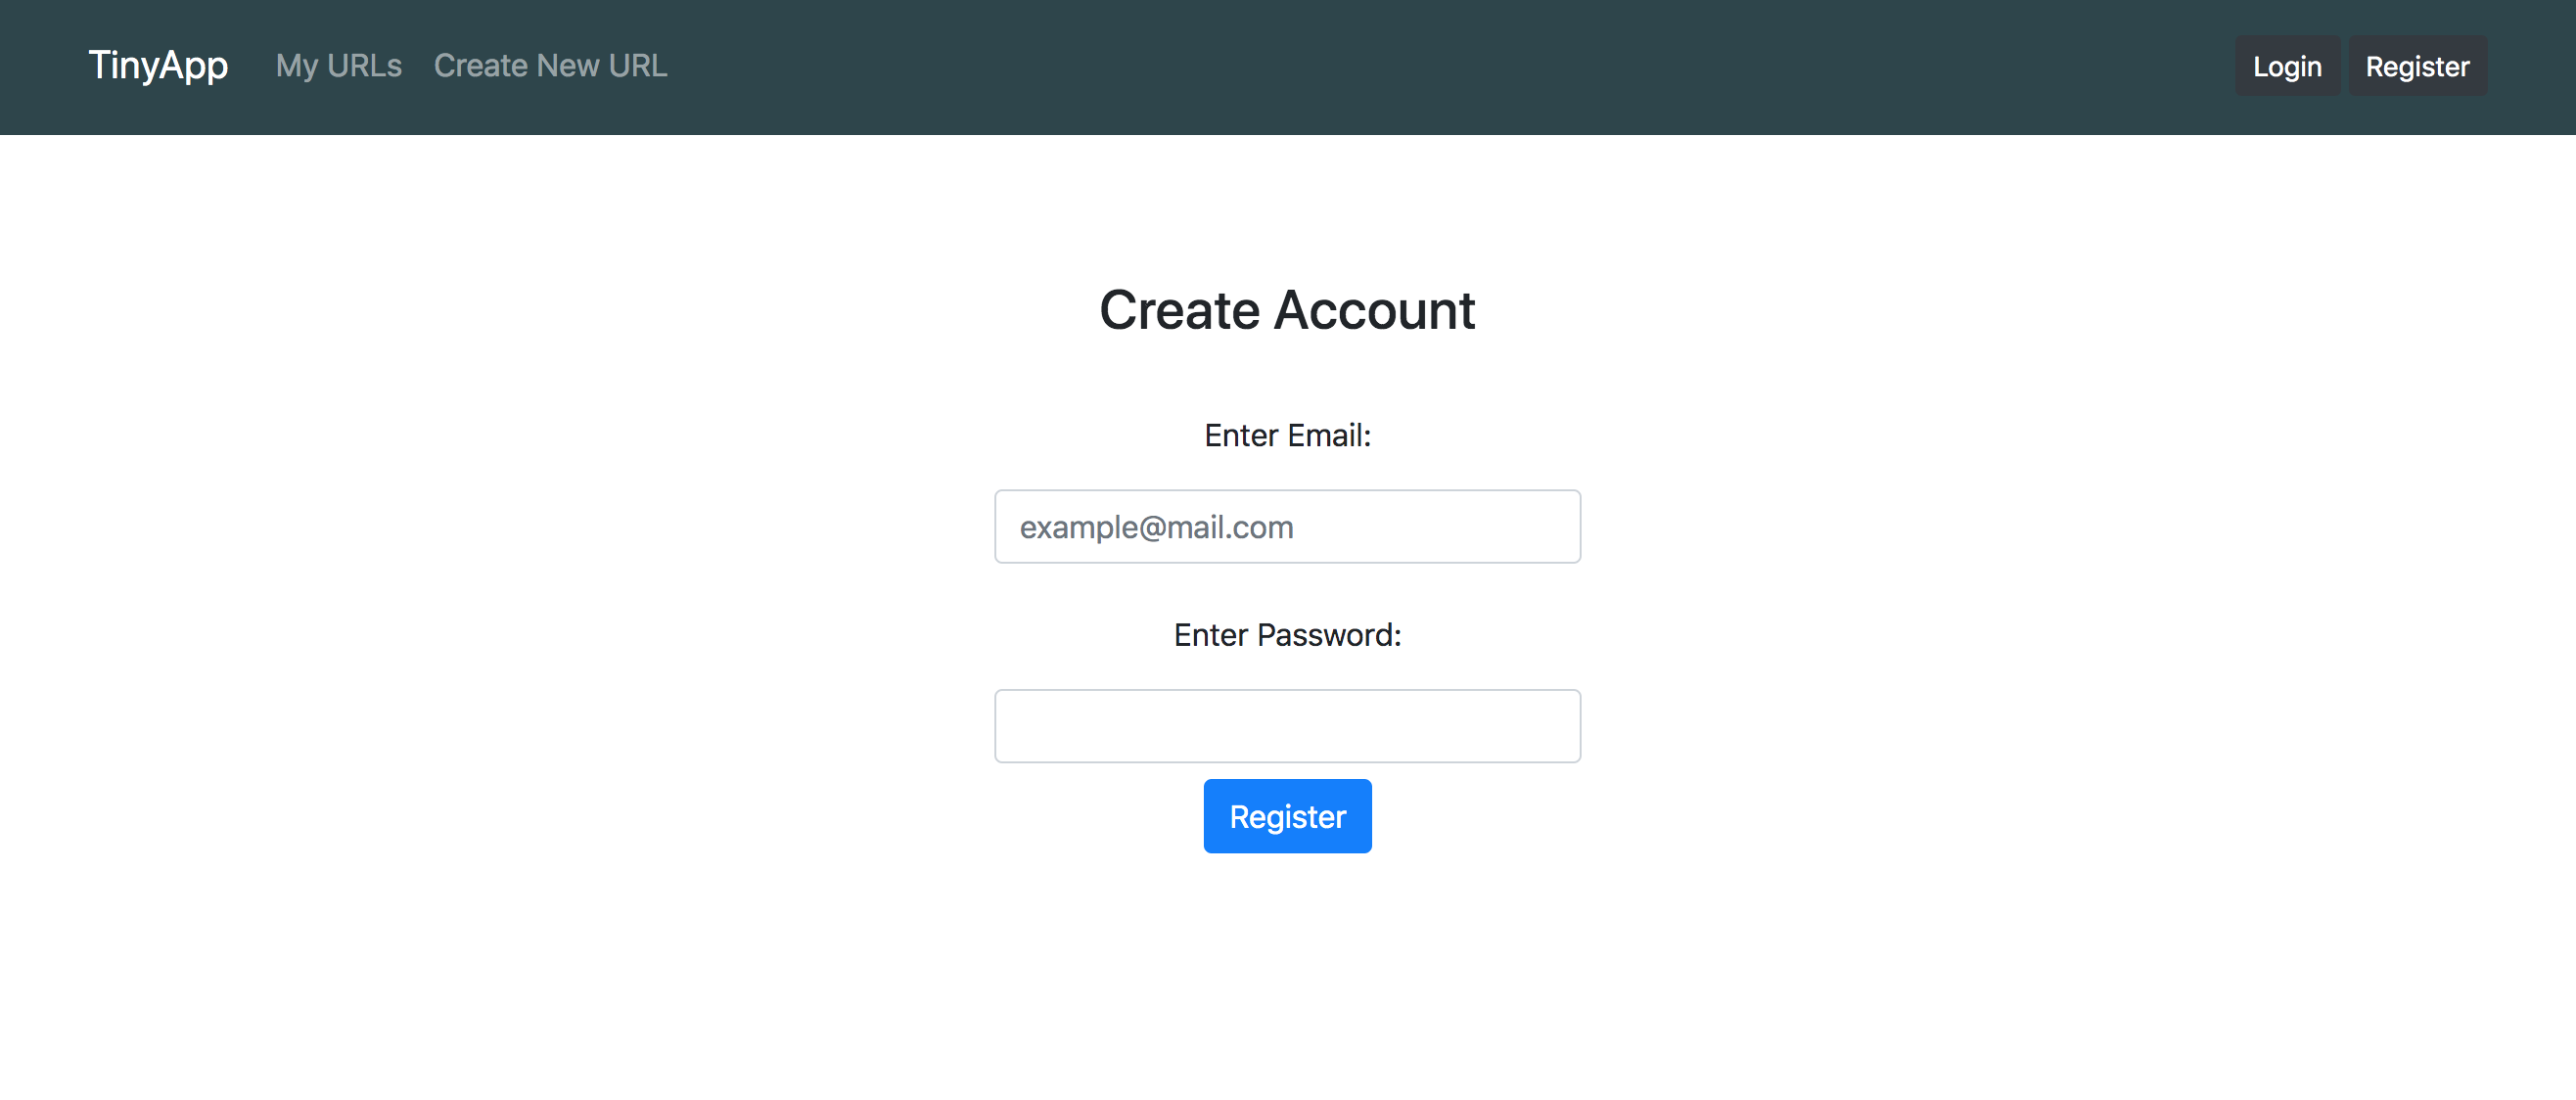 TinyApp My URLs Create New URL Login Register
Create Account
Enter Email:
example@mail.com
Enter Password:
Register